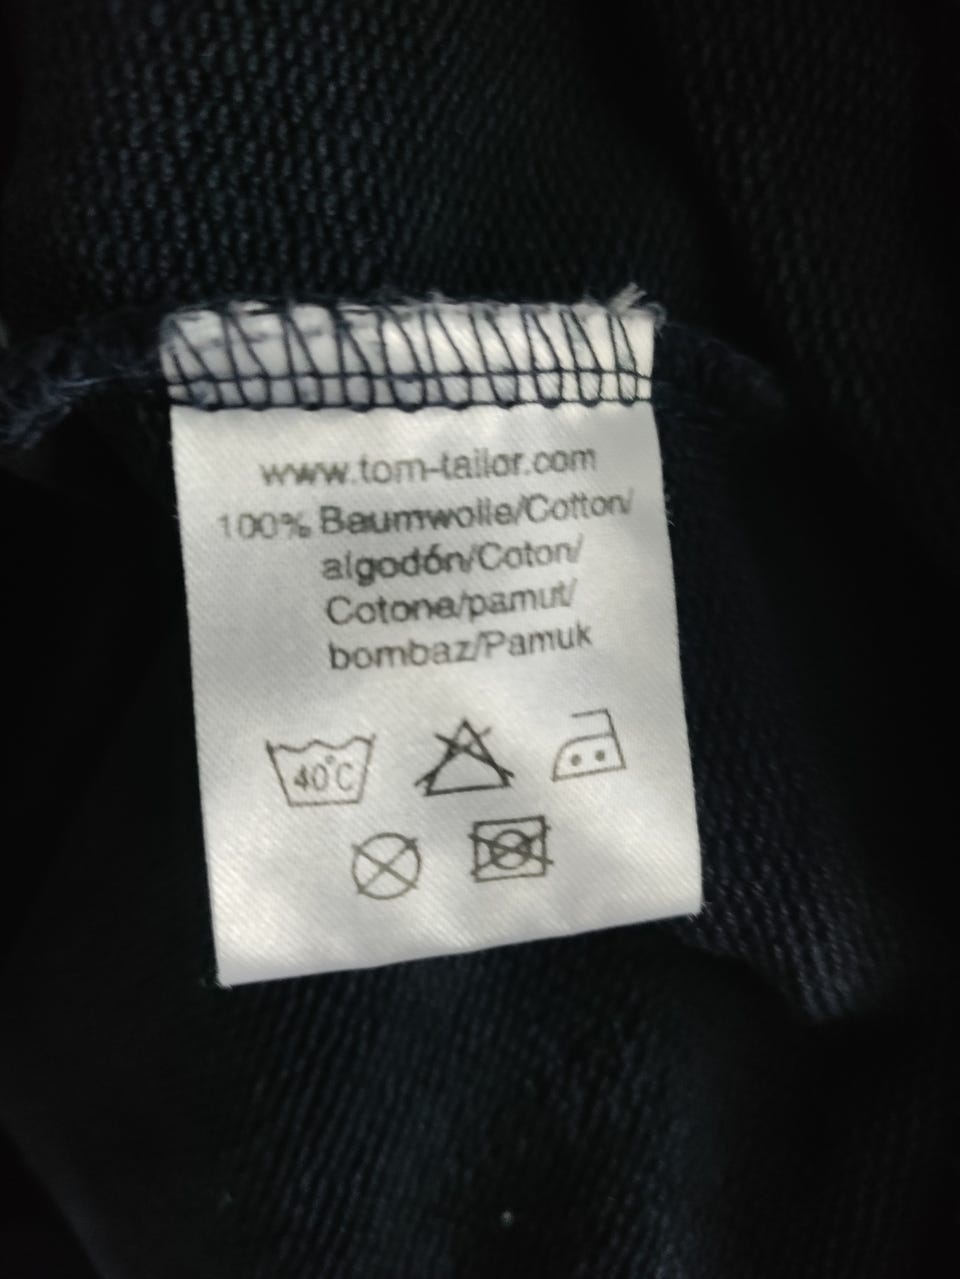 www.tom-tailor.com
100% Baumwolle/Cotton/
algodón/Coton/
Cotone/pamut/
bombaz/Pamuk
40°C